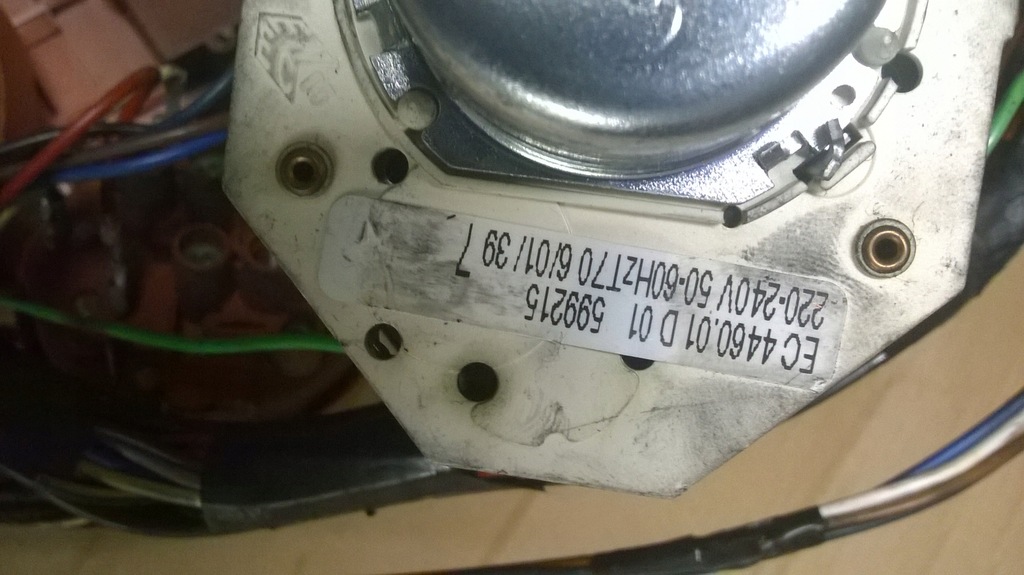 EC 4460.01 D 01 599215
220-240V 50-60HzT70 6/01/ 39 7